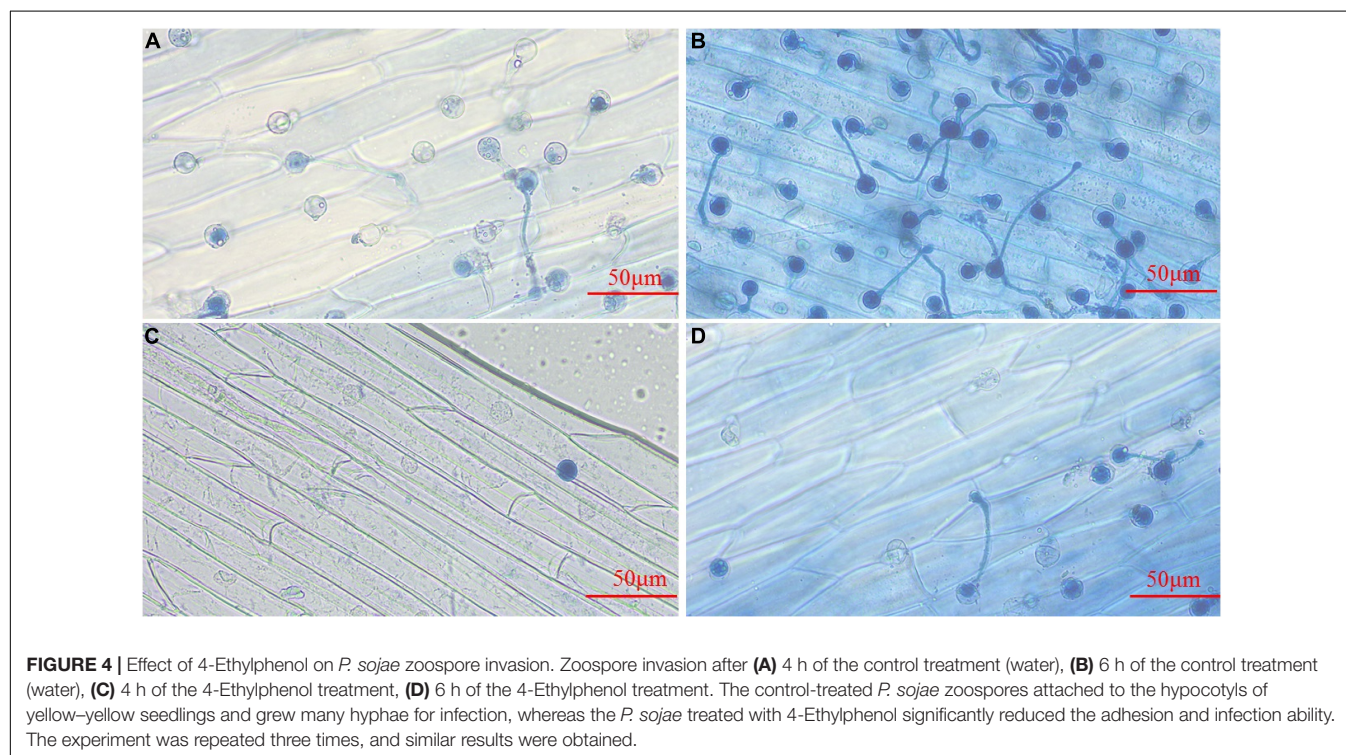 A
B
50µm
50µm
C
D
50µm
50µm
FIGURE 4 | Effect of 4-Ethylphenol on P. sojae zoospore invasion. Zoospore invasion after (A) 4 h of the control treatment (water), (B) 6 h of the control treatment
(water), (C) 4 h of the 4-Ethylphenol treatment, (D) 6 h of the 4-Ethylphenol treatment. The control-treated P. sojae zoospores attached to the hypocotyls of
yellow–yellow seedlings and grew many hyphae for infection, whereas the P. sojae treated with 4-Ethylphenol significantly reduced the adhesion and infection ability.
The experiment was repeated three times, and similar results were obtained.